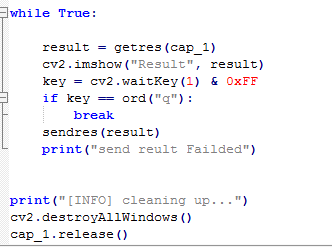 while True:
result = getres(cap_1)
cv2.imshow("Result", result)
key = cv2.waitKey(1) & 0xFF
if key == ord("q"):
break
sendres(result)
print("send reult Failded")
print("[INFO] cleaning up...")
cv2.destroyAllWindows()
cap_1.release()